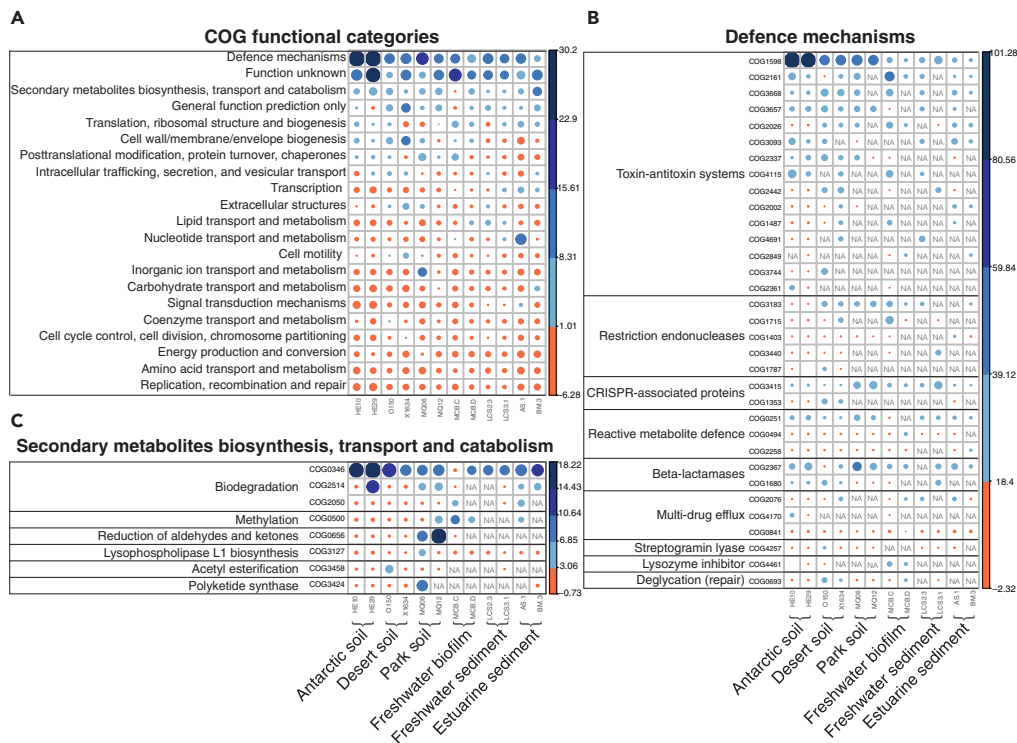 A
COG functional categories
Defence mechanisms
Function unknown
Secondary metabolites biosynthesis, transport and catabolism
General function prediction only
Translation, ribosomal structure and biogenesis
Cell wall/membrane/envelope biogenesis
Posttranslational modification, protein turnover, chaperones
Intracellular trafficking, secretion, and vesicular transport
Transcription
Extracellular structures
Lipid transport and metabolism
Nucleotide transport and metabolism
Cell motility
Inorganic ion transport and metabolism
Carbohydrate transport and metabolism
Signal transduction mechanisms
Coenzyme transport and metabolism
Cell cycle control, cell division, chromosome partitioning
Energy production and conversion
Amino acid transport and metabolism
Replication, recombination and repair
30.2
22.9
15.61
8.31
1.01
-6.28
HE10 HE29 O150 X1634 MQ06 MQ12 MCB.C MCB.D LCS2.3 LCS3.1 AS.1 BM.3
C
Secondary metabolites biosynthesis, transport and catabolism
Biodegradation
COG0346
COG2514
COG2050
Methylation COG0500
Reduction of aldehydes and ketones COG0656
Lysophospholipase L1 biosynthesis COG3127
Acetyl esterification COG3458
Polyketide synthase COG3424
18.22
14.43
10.64
6.85
3.06
-0.73
HE10 HE29 O150 X1634 MQ06 MQ12 MCB.C MCB.D LCS2.3 LCS3.1 AS.1 BM.3
Antarctic soil
Desert soil
Park soil
Freshwater biofilm
Freshwater sediment
Estuarine sediment
B
Defence mechanisms
Toxin-antitoxin systems
COG1598
COG2161
COG3668
COG3657
COG2026
COG3093
COG2337
COG4115
COG2442
COG2002
COG1487
COG4691
COG2849
COG3744
COG2361
Restriction endonucleases
COG3183
COG1715
COG1403
COG3440
COG1787
CRISPR-associated proteins
COG3415
COG1353
Reactive metabolite defence
COG0251
COG0494
COG2258
Beta-lactamases
COG2367
COG1680
Multi-drug efflux
COG2076
COG4170
COG0841
Streptogramin lyase COG4257
Lysozyme inhibitor COG4461
Deglycation (repair) COG0693
101.28
80.56
59.84
39.12
18.4
-2.32
HE10 HE29 O150 X1634 MQ06 MQ12 MCB.C MCB.D LCS2.3 LCS3.1 AS.1 BM.3
Antarctic soil
Desert soil
Park soil
Freshwater biofilm
Freshwater sediment
Estuarine sediment